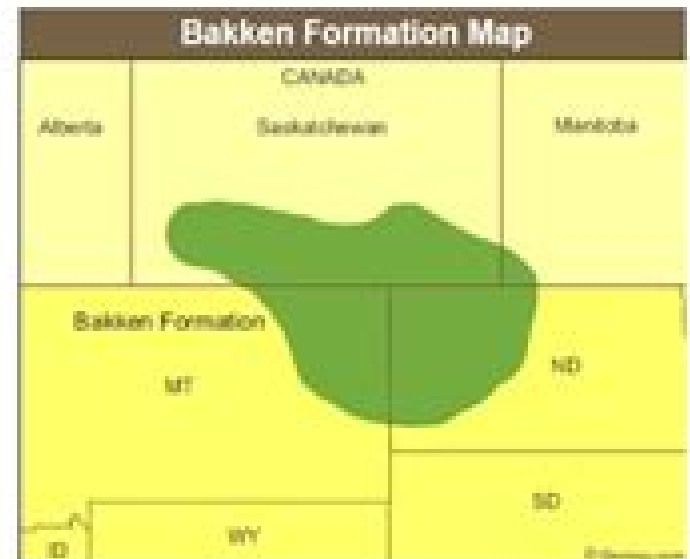 Bakken Formation Map
CANADA
Alberta
Saskatchewan
Manitoba
Bakken Formation
MT
ND
SD
WY
ID